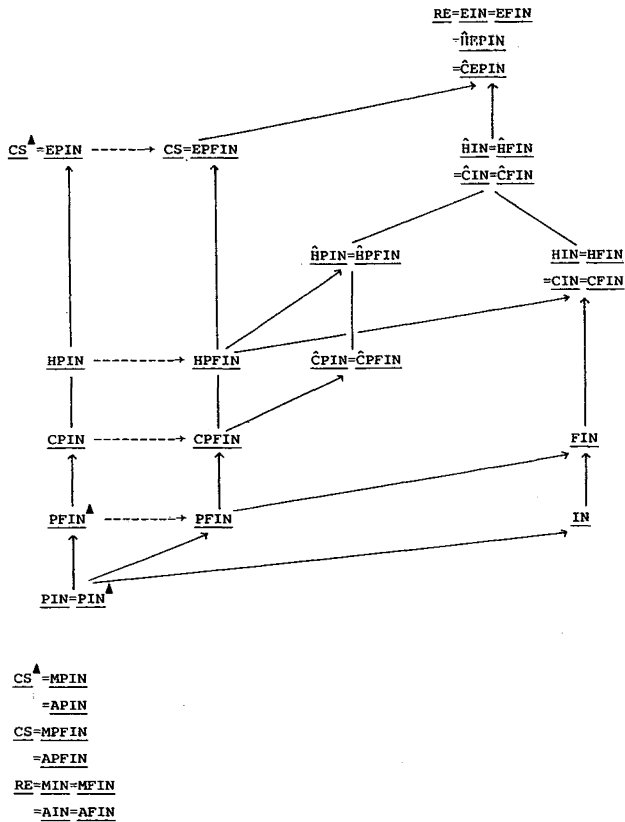 RE=EIN=EFIN
=ĤEPIN
=ĈEPIN
CS▲=EPIN
CS=EPFIN
ĤIN=ĤFIN
=ĈIN=ĈFIN
ĤPIN=ĤPFIN
HIN=HFIN
=CIN=CFIN
HPIN
HPFIN
ĈPIN=ĈPFIN
CPIN
CPFIN
FIN
PFIN▲
PFIN
IN
PIN=PIN▲
CS▲=MPIN
=APIN
CS=MPFIN
=APFIN
RE=MIN=MFIN
=AIN=AFIN